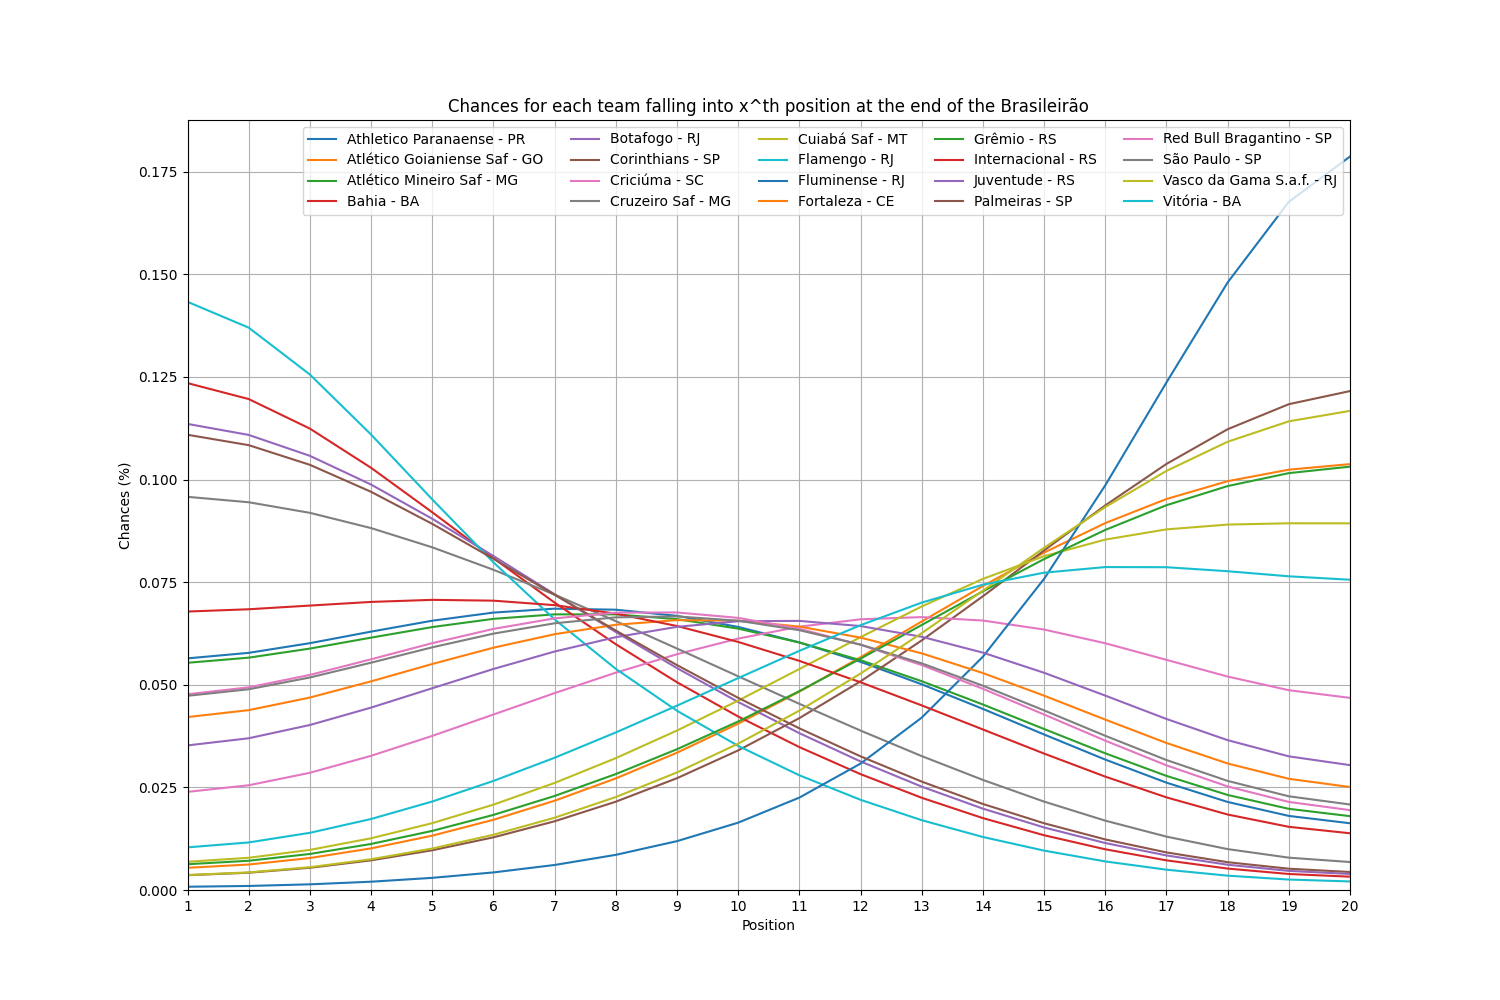 Chances for each team falling into x^th position at the end of the Brasileirão
Athletico Paranaense - PR
Atlético Goianiense Saf - GO
Atlético Mineiro Saf - MG
Bahia - BA
Botafogo - RJ
Corinthians - SP
Criciúma - SC
Cruzeiro Saf - MG
Cuiabá Saf - MT
Flamengo - RJ
Fluminense - RJ
Fortaleza - CE
Grêmio - RS
Internacional - RS
Juventude - RS
Palmeiras - SP
Red Bull Bragantino - SP
São Paulo - SP
Vasco da Gama S.a.f. - RJ
Vitória - BA
Chances (%)
0.175
0.150
0.125
0.100
0.075
0.050
0.025
0.000
1 2 3 4 5 6 7 8 9 10 11 12 13 14 15 16 17 18 19 20
Position